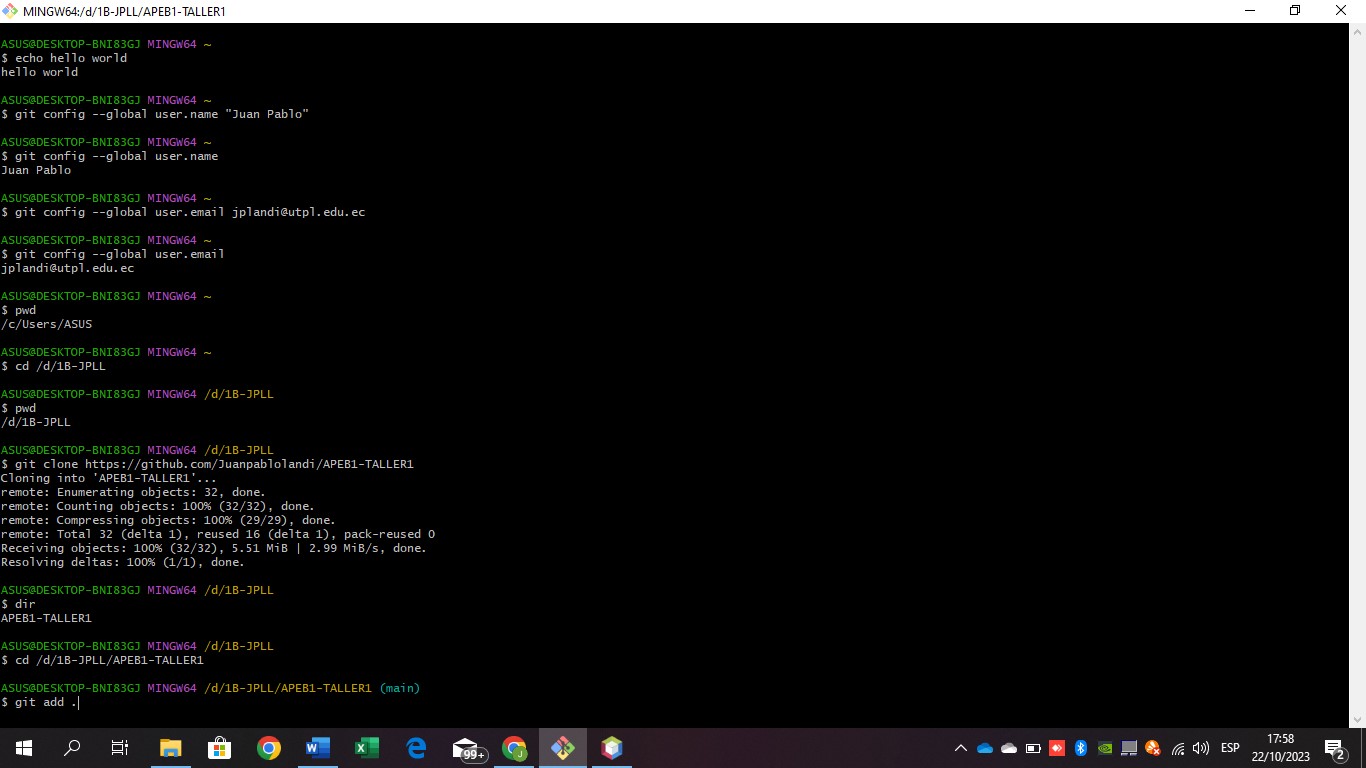 MINGW64:/d/1B-JPLL/APEB1-TALLER1
ASUS@DESKTOP-BNI83GJ MINGW64 ~
$ echo hello world
hello world
ASUS@DESKTOP-BNI83GJ MINGW64 ~
$ git config --global user.name "Juan Pablo"
ASUS@DESKTOP-BNI83GJ MINGW64 ~
$ git config --global user.name
Juan Pablo
ASUS@DESKTOP-BNI83GJ MINGW64 ~
$ git config --global user.email jplandi@utpl.edu.ec
ASUS@DESKTOP-BNI83GJ MINGW64 ~
$ git config --global user.email
jplandi@utpl.edu.ec
ASUS@DESKTOP-BNI83GJ MINGW64 ~
$ pwd
/c/Users/ASUS
ASUS@DESKTOP-BNI83GJ MINGW64 ~
$ cd /d/1B-JPLL
ASUS@DESKTOP-BNI83GJ MINGW64 /d/1B-JPLL
$ pwd
/d/1B-JPLL
ASUS@DESKTOP-BNI83GJ MINGW64 /d/1B-JPLL
$ git clone https://github.com/Juanpablolandi/APEB1-TALLER1
Cloning into 'APEB1-TALLER1'...
remote: Enumerating objects: 32, done.
remote: Counting objects: 100% (32/32), done.
remote: Compressing objects: 100% (29/29), done.
remote: Total 32 (delta 1), reused 16 (delta 1), pack-reused 0
Receiving objects: 100% (32/32), 5.51 MiB | 2.99 MiB/s, done.
Resolving deltas: 100% (1/1), done.
ASUS@DESKTOP-BNI83GJ MINGW64 /d/1B-JPLL
$ dir
APEB1-TALLER1
ASUS@DESKTOP-BNI83GJ MINGW64 /d/1B-JPLL
$ cd /d/1B-JPLL/APEB1-TALLER1
ASUS@DESKTOP-BNI83GJ MINGW64 /d/1B-JPLL/APEB1-TALLER1 (main)
$ git add .
99+
ESP
17:58
22/10/2023
2